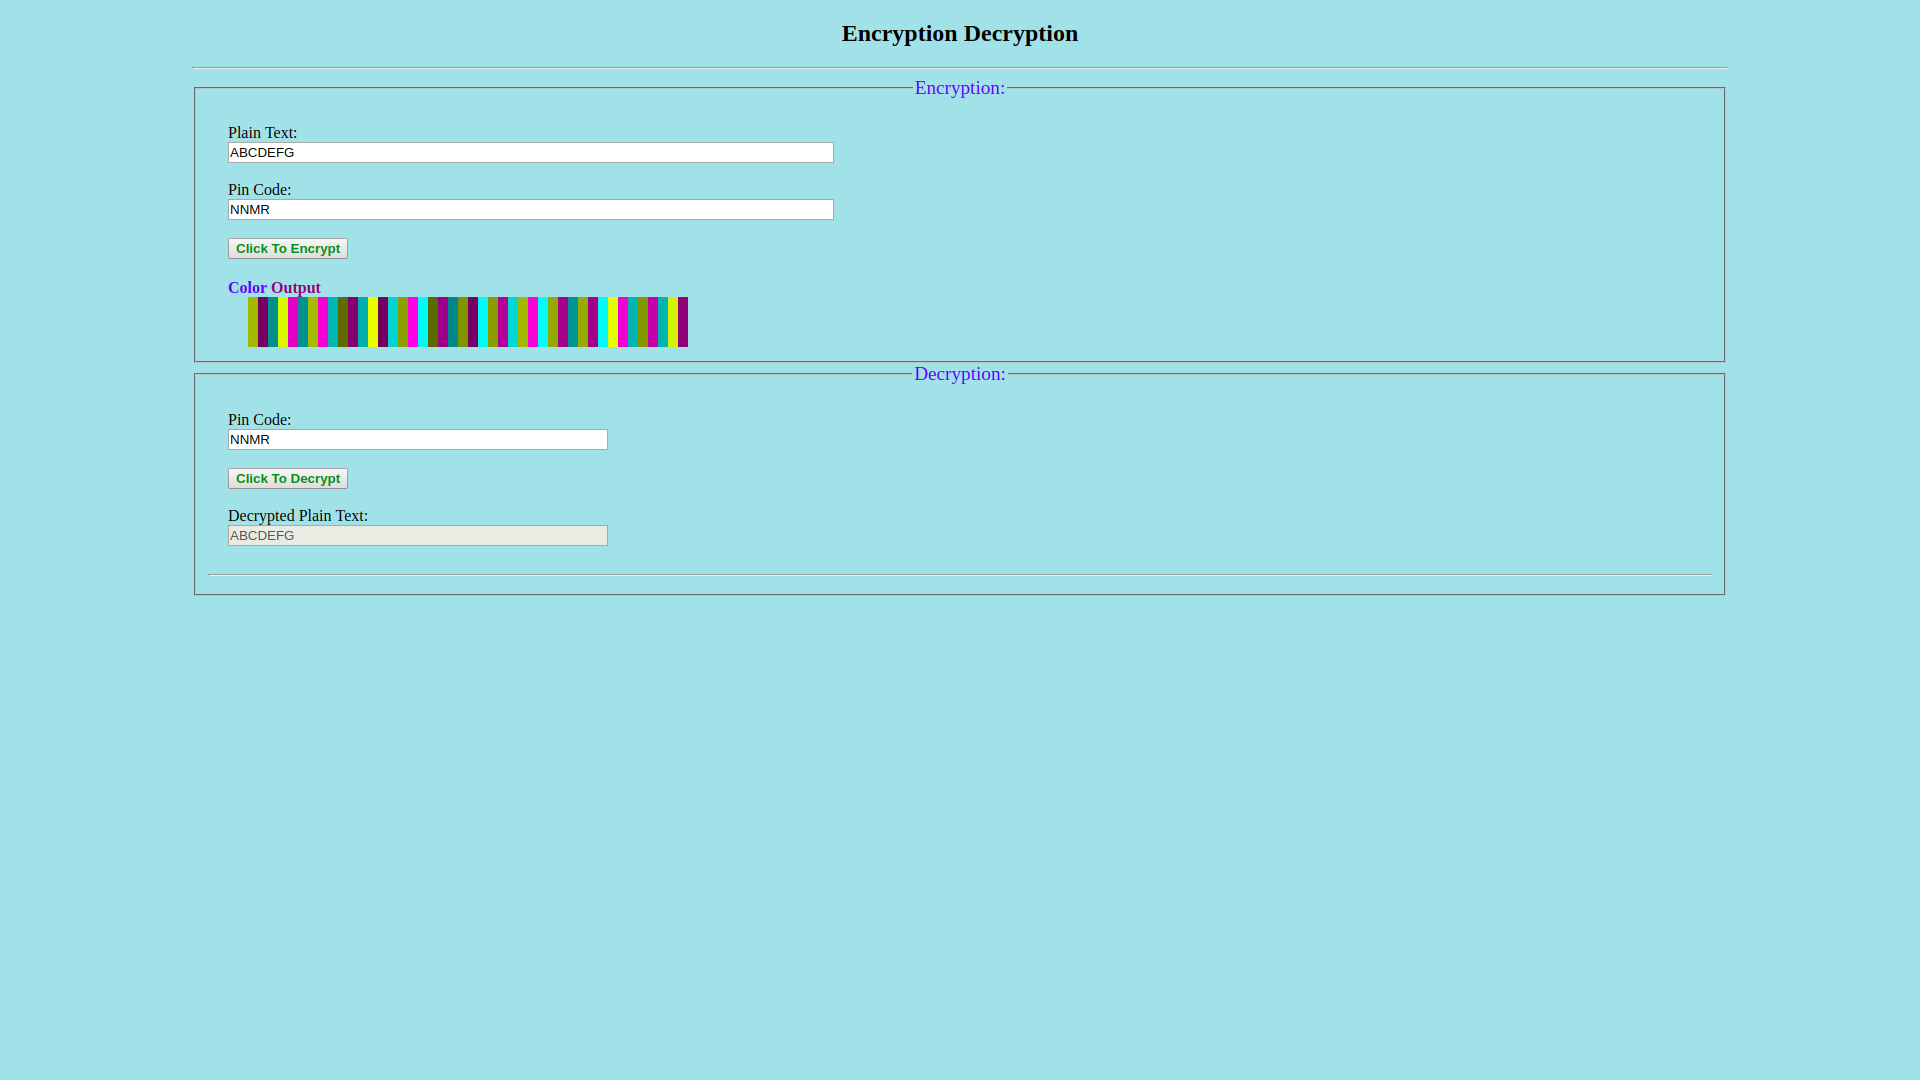 Encryption Decryption
Encryption:
Plain Text:
ABCDEFG
Pin Code:
NNMR
Click To Encrypt
Color Output
Decryption:
Pin Code:
NNMR
Click To Decrypt
Decrypted Plain Text:
ABCDEFG